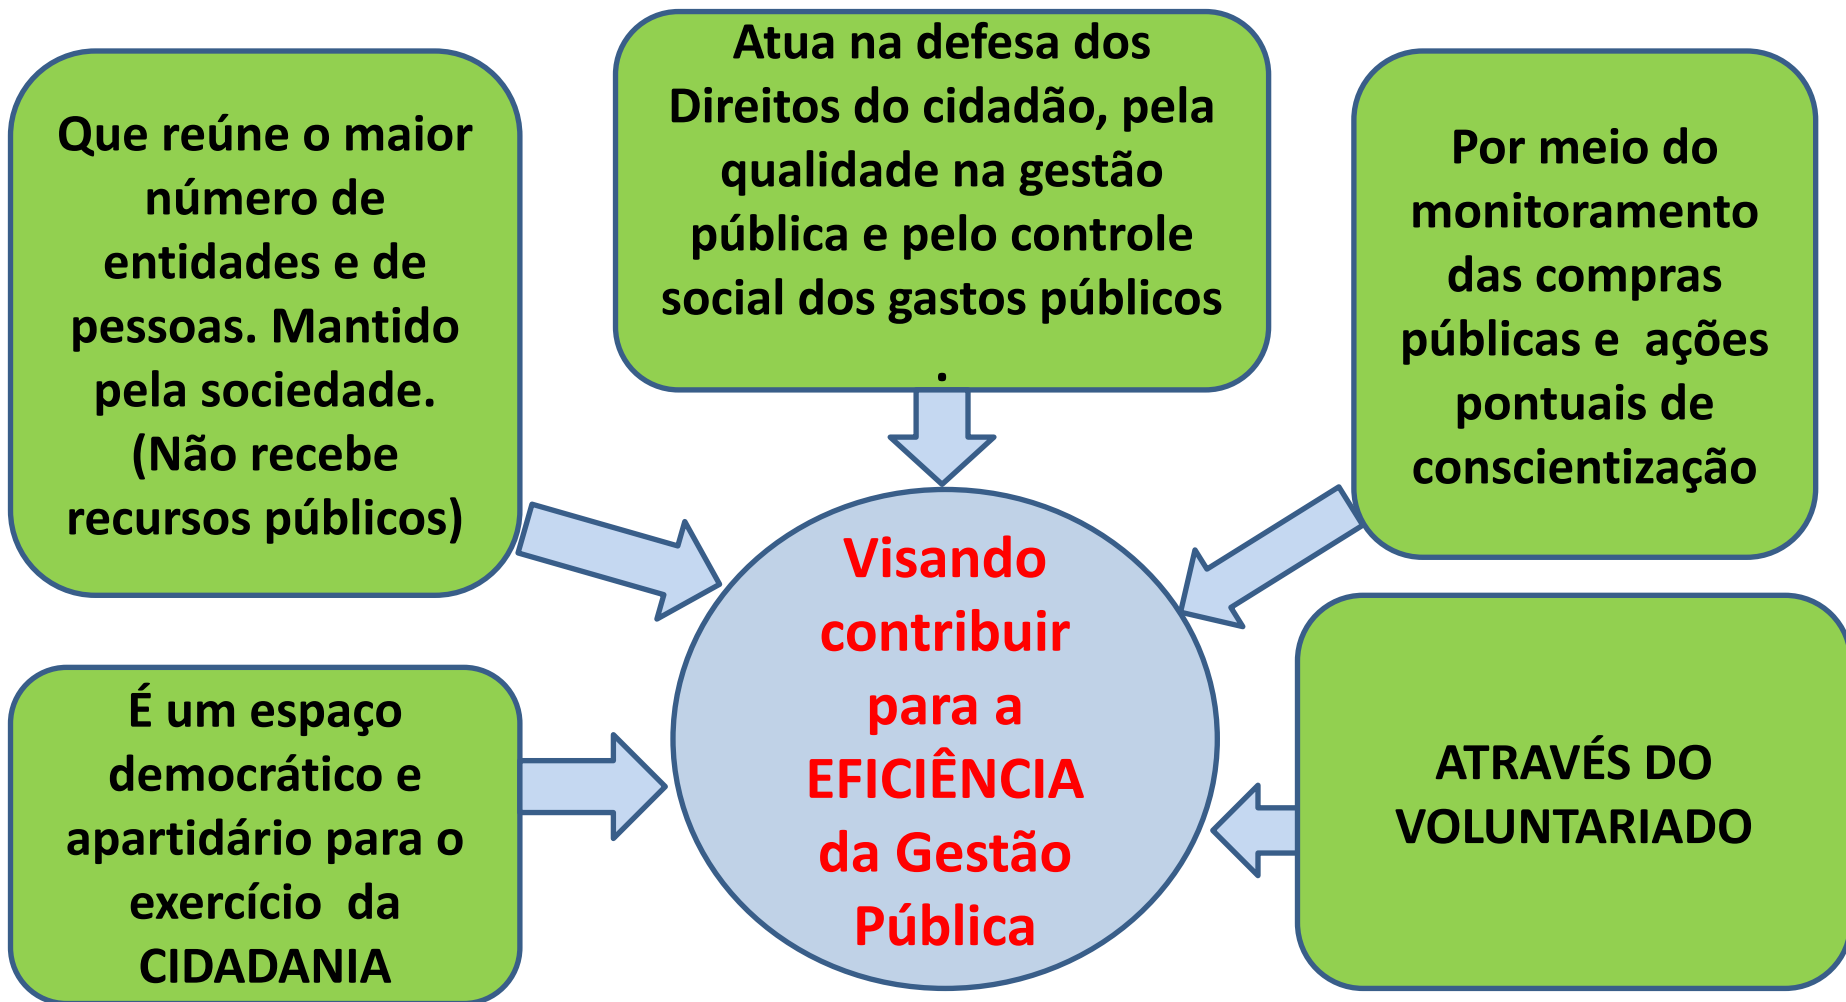 Que reúne o maior
número de
entidades e de
pessoas. Mantido
pela sociedade.
(Não recebe
recursos públicos)
Atua na defesa dos
Direitos do cidadão, pela
qualidade na gestão
pública e pelo controle
social dos gastos públicos
.
Por meio do
monitoramento
das compras
públicas e  ações
pontuais de
conscientização
É um espaço
democrático e
apartidário para o
exercício  da
CIDADANIA
Visando
contribuir
para a
EFICIÊNCIA
da Gestão
Pública
ATRAVÉS DO
VOLUNTARIADO